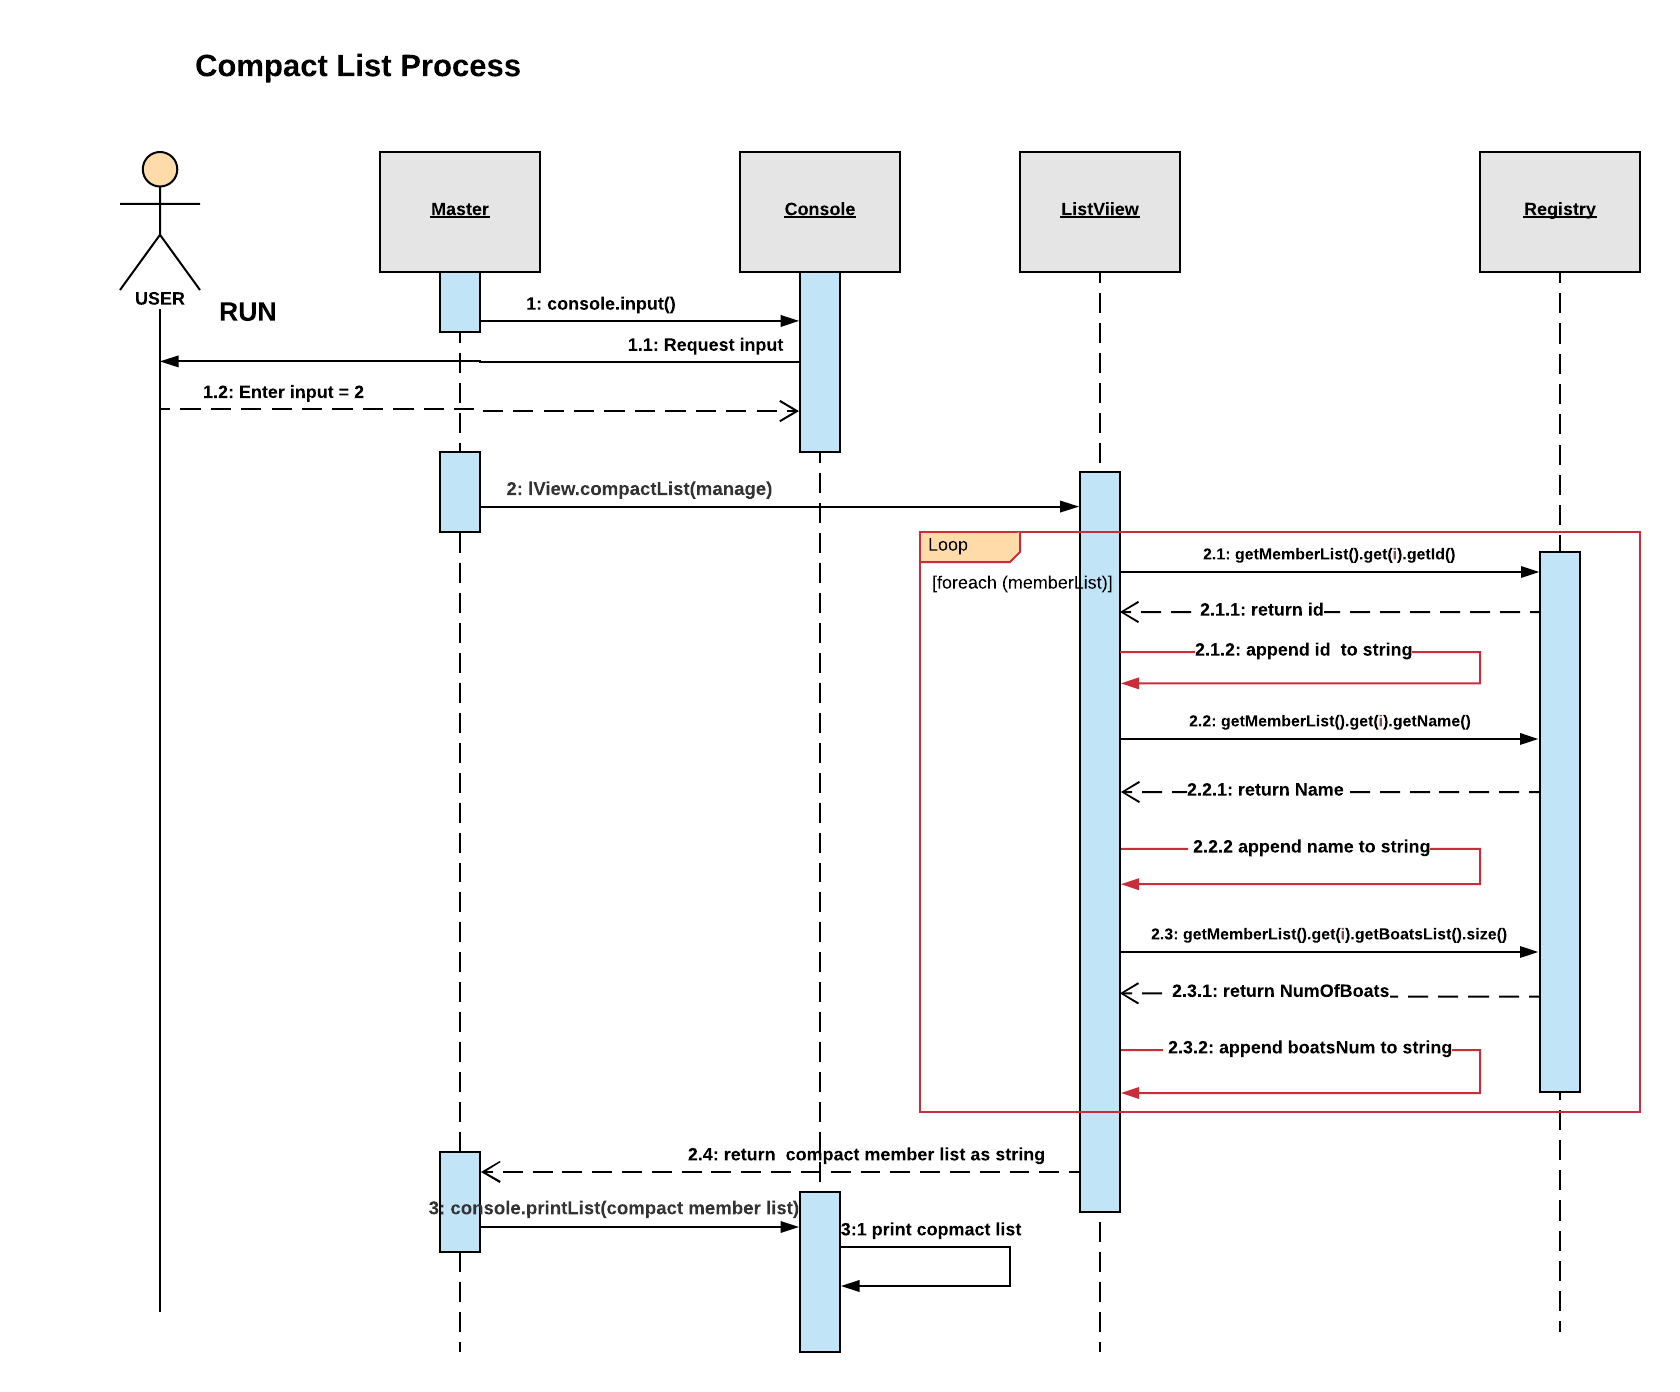 Compact List Process
Master
Console
ListViiew
Registry
USER
RUN
1: console.input()
1.1: Request input
1.2: Enter input = 2
2: lView.compactList(manage)
Loop
[foreach (memberList)]
2.1: getMemberList().get(i).getId()
2.1.1: return id
2.1.2: append id  to string
2.2: getMemberList().get(i).getName()
2.2.1: return Name
2.2.2 append name to string
2.3: getMemberList().get(i).getBoatsList().size()
2.3.1: return NumOfBoats
2.3.2: append boatsNum to string
2.4: return  compact member list as string
3: console.printList(compact member list)
3:1 print copmact list